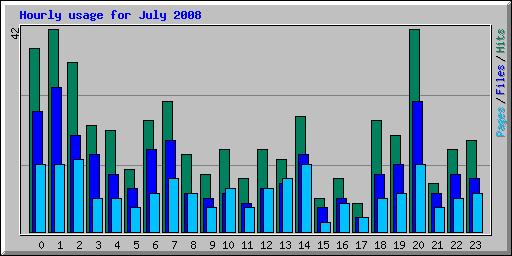 Hourly usage for July 2008
42
Pages/Files/Hits
0 1 2 3 4 5 6 7 8 9 10 11 12 13 14 15 16 17 18 19 20 21 22 23